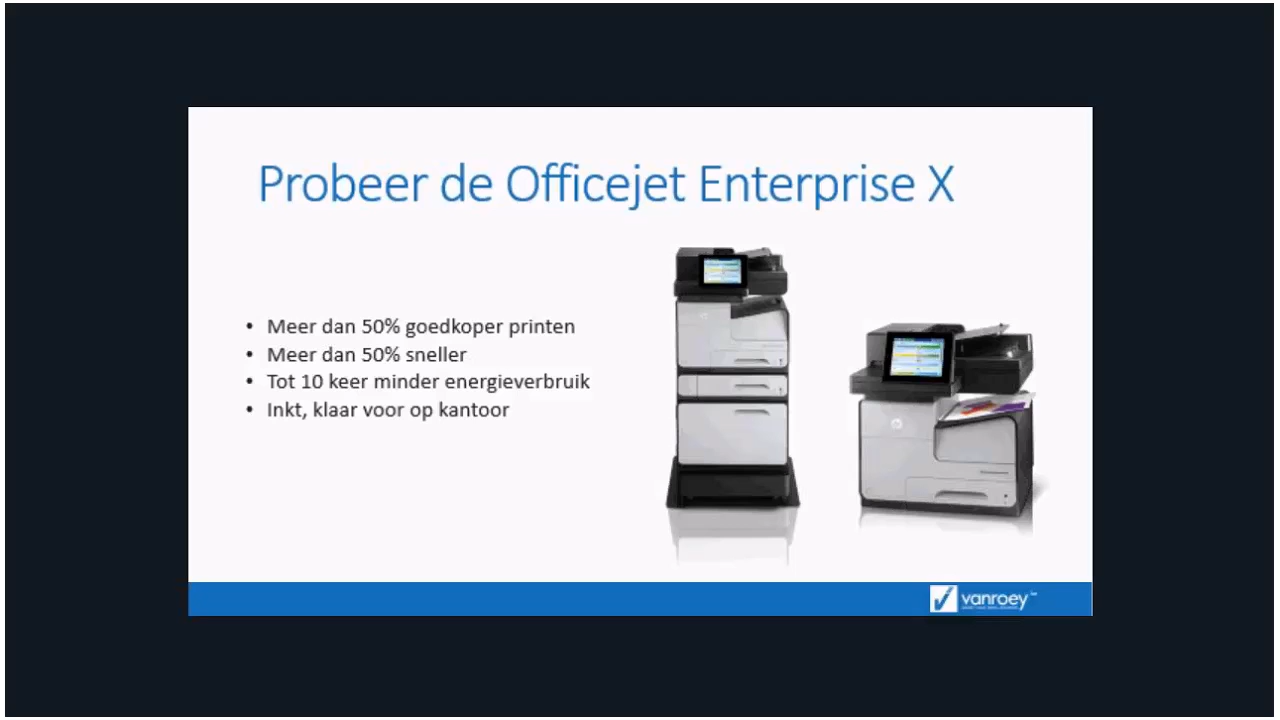 Probeer de Officejet Enterprise X
• Meer dan 50% goedkoper printen
• Meer dan 50% sneller
• Tot 10 keer minder energieverbruik
• Inkt, klaar voor op kantoor
vanroey